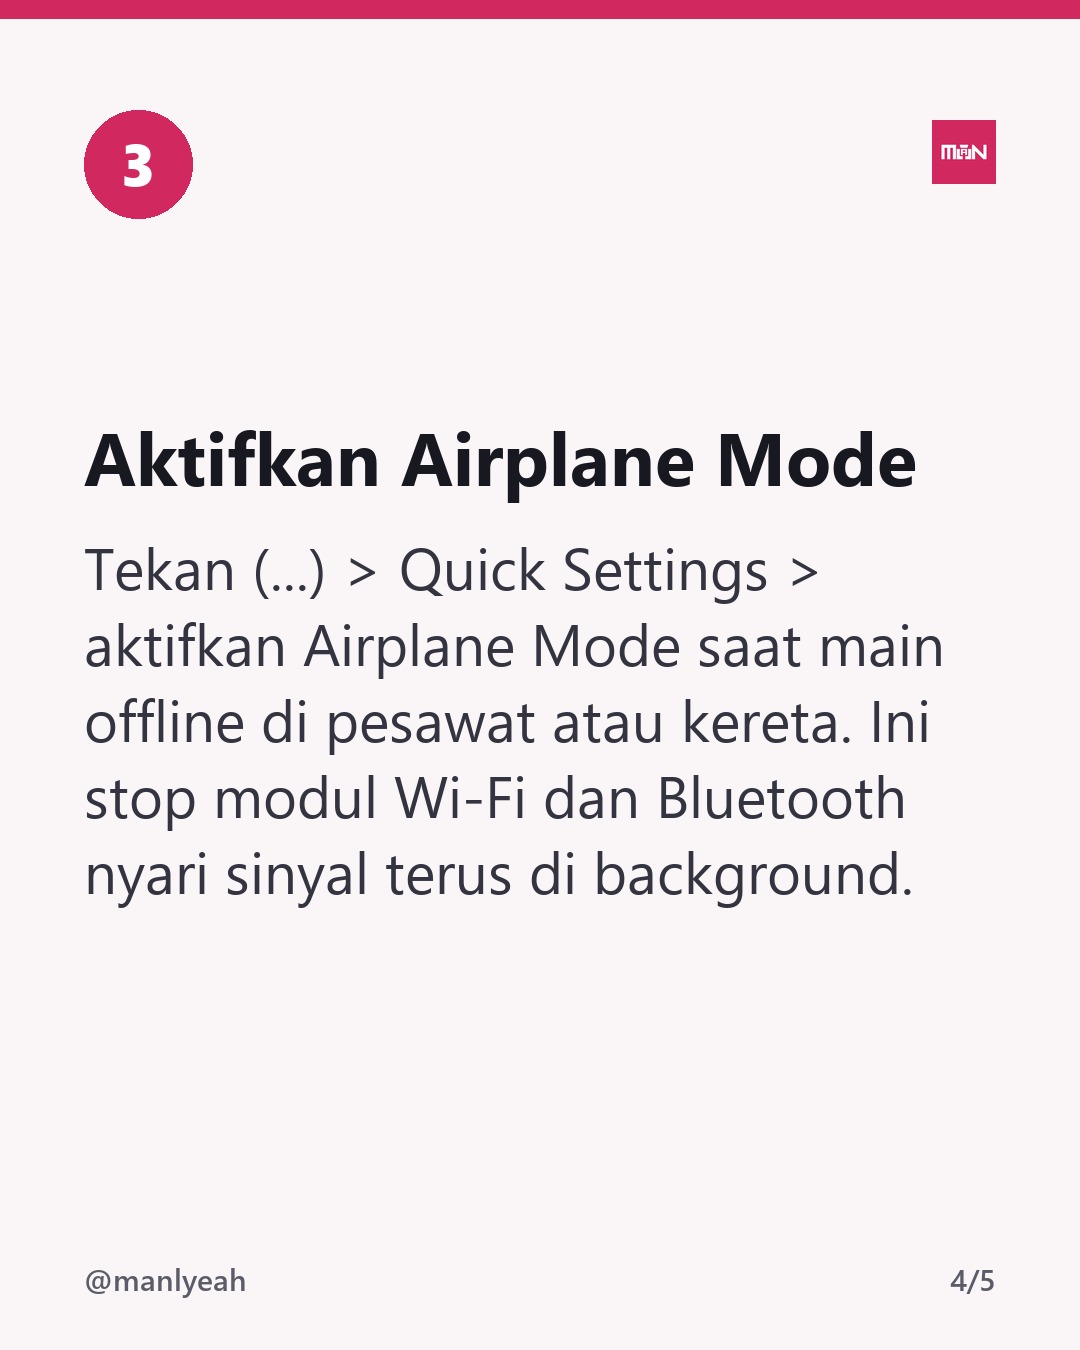 3
MAIN
Aktifkan Airplane Mode
Tekan (...) > Quick Settings >
aktifkan Airplane Mode saat main
offline di pesawat atau kereta. Ini
stop modul Wi-Fi dan Bluetooth
nyari sinyal terus di background.
@manlyeah
4/5